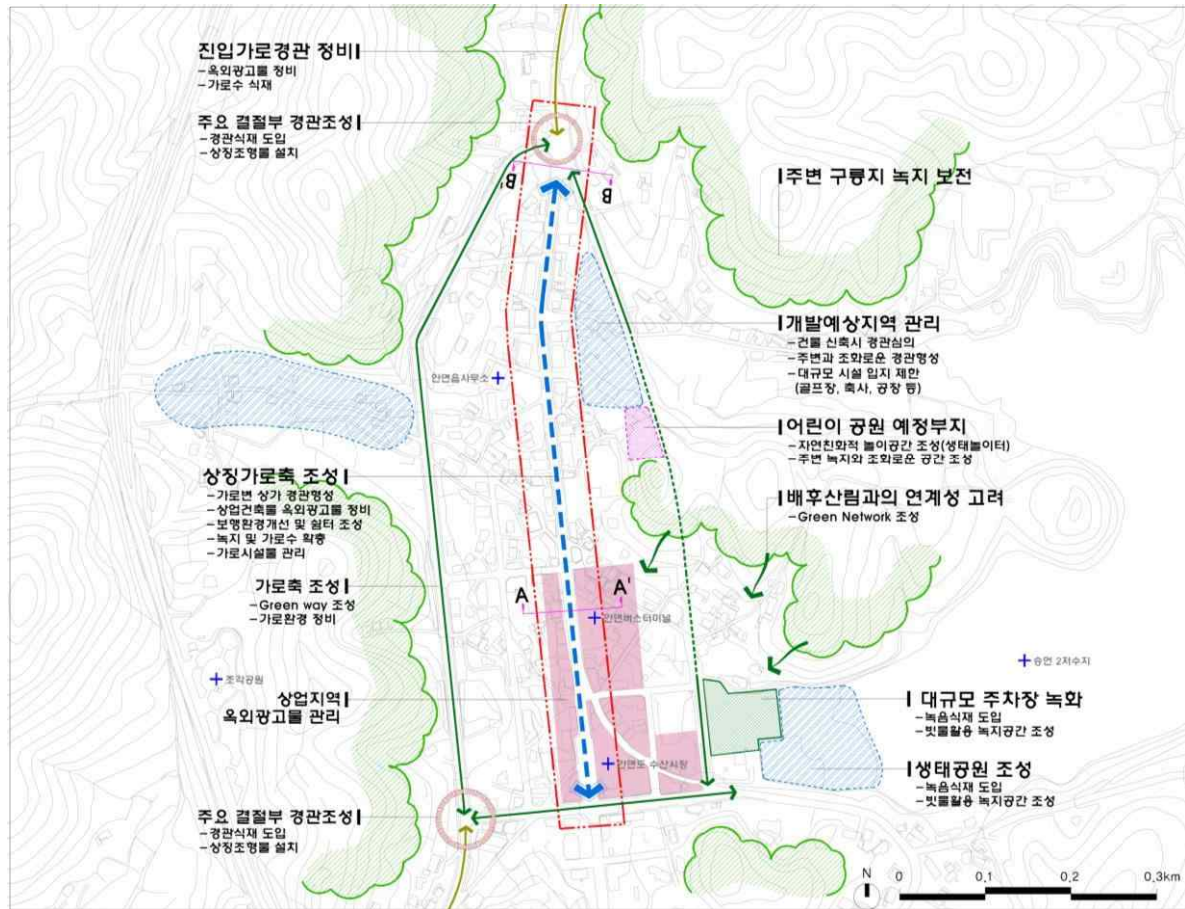 진입가로경관 정비
-옥외광고물 정비
-가로수 식재
주요 결절부 경관조성
-경관식재 도입
-상징조형물 설치
B'
B
주변 구릉지 녹지 보전
개발예상지역 관리
-건물 신축시 경관심의
-주변과 조화로운 경관형성
-대규모 시설 입지 제한
(골프장, 축사, 공장 등)
안면읍사무소
어린이 공원 예정부지
-자연친화적 놀이공간 조성(생태놀이터)
-주변 녹지와 조화로운 공간 조성
상징가로축 조성
-가로변 상가 경관형성
-상업건축물 옥외광고물 정비
-보행환경개선 및 쉼터 조성
-녹지 및 가로수 확충
-가로시설물 관리
배후산림과의 연계성 고려
-Green Network 조성
가로축 조성
-Green way 조성
-가로환경 정비
A
A'
안면버스터미널
조각공원
승언 2저수지
상업지역
옥외광고물 관리
대규모 주차장 녹화
-녹음식재 도입
-빗물활용 녹지공간 조성
안면도 수산시장
생태공원 조성
-녹음식재 도입
-빗물활용 녹지공간 조성
주요 결절부 경관조성
-경관식재 도입
-상징조형물 설치
N
0 0,1 0,2 0,3km